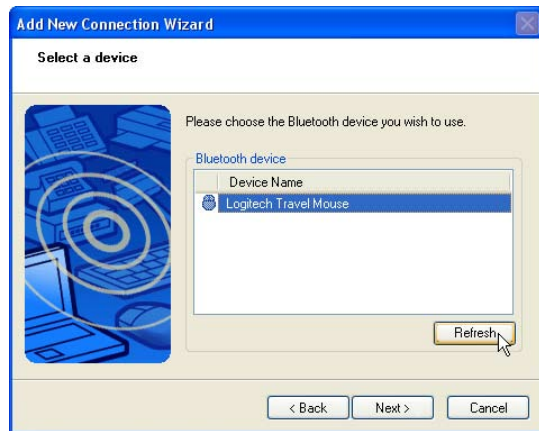 Add New Connection Wizard
Select a device
Please choose the Bluetooth device you wish to use.
Bluetooth device
Device Name
Logitech Travel Mouse
Refresh
< Back Next > Cancel